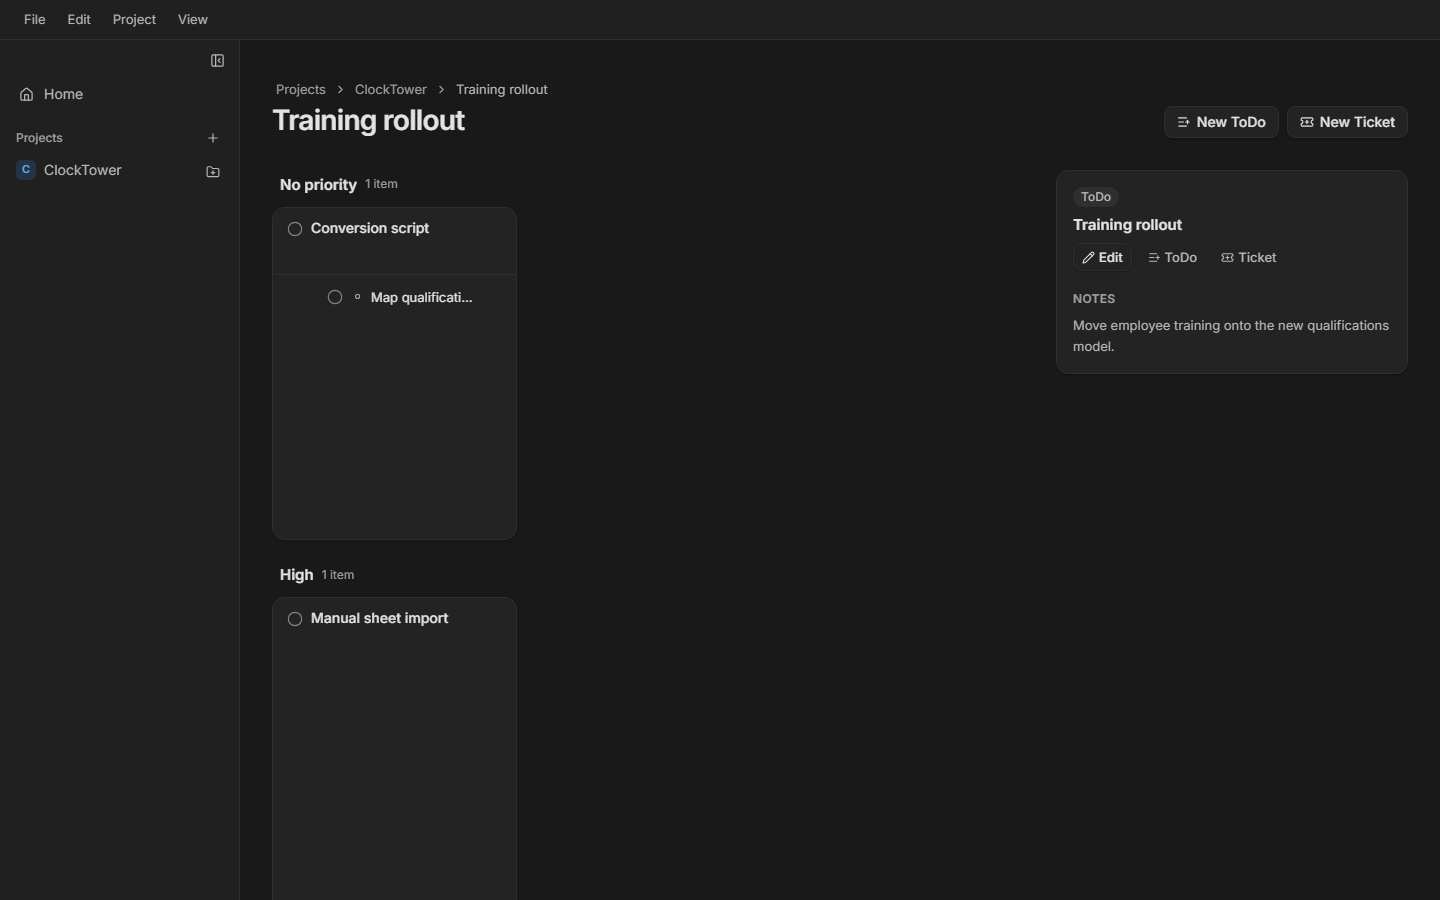 File Edit Project View
Home
Projects
C ClockTower
Projects > ClockTower > Training rollout
Training rollout
New ToDo New Ticket
No priority 1 item
Conversion script
Map qualificati...
High 1 item
Manual sheet import
ToDo
Training rollout
Edit ToDo Ticket
NOTES
Move employee training onto the new qualifications
model.